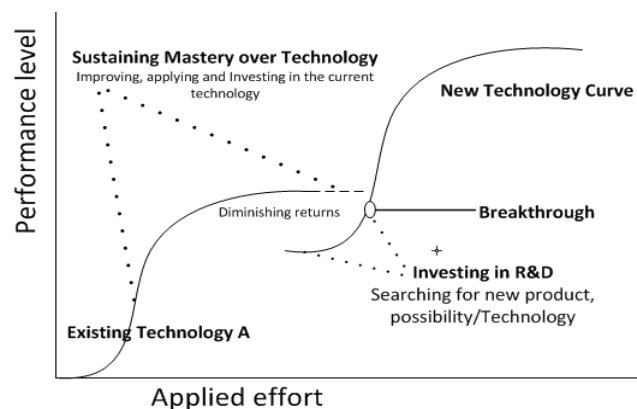 Sustaining Mastery over Technology
Improving, applying and Investing in the current
technology
New Technology Curve
Performance level
Diminishing returns
Breakthrough
Investing in R&D
Searching for new product,
possibility/Technology
Existing Technology A
Applied effort